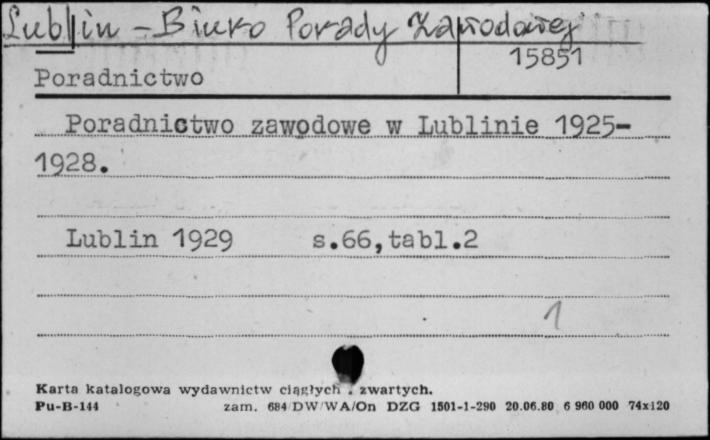 Lublin - Biuro Porady Zawodowej
15851
Poradnictwo
Poradnictwo zawodowe w Lublinie 1925-
1928.
Lublin 1929 s.66,tabl.2
1
Karta katalogowa wydawnictw ciągłych i zwartych.
Pu-B-144 zam. 684/DW/WA/On DZG 1501-1-290 20.06.80 6 960 000 74x120